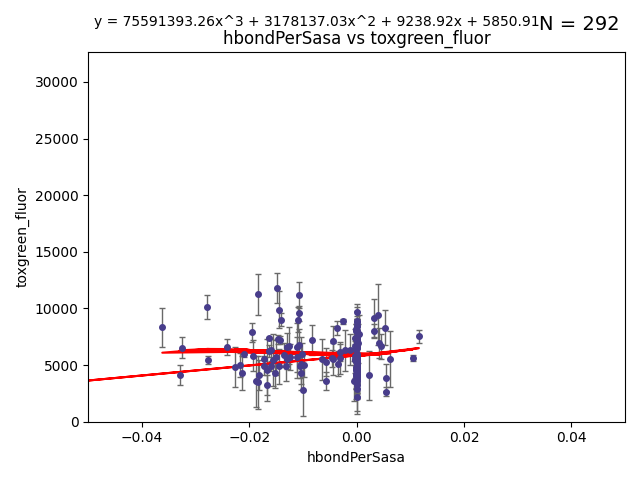 y = 75591393.26x^3 + 3178137.03x^2 + 9238.92x + 5850.91
N = 292
hbondPerSasa vs toxgreen_fluor
toxgreen_fluor
30000
25000
20000
15000
10000
5000
0
−0.04
−0.02
0.00
0.02
0.04
hbondPerSasa